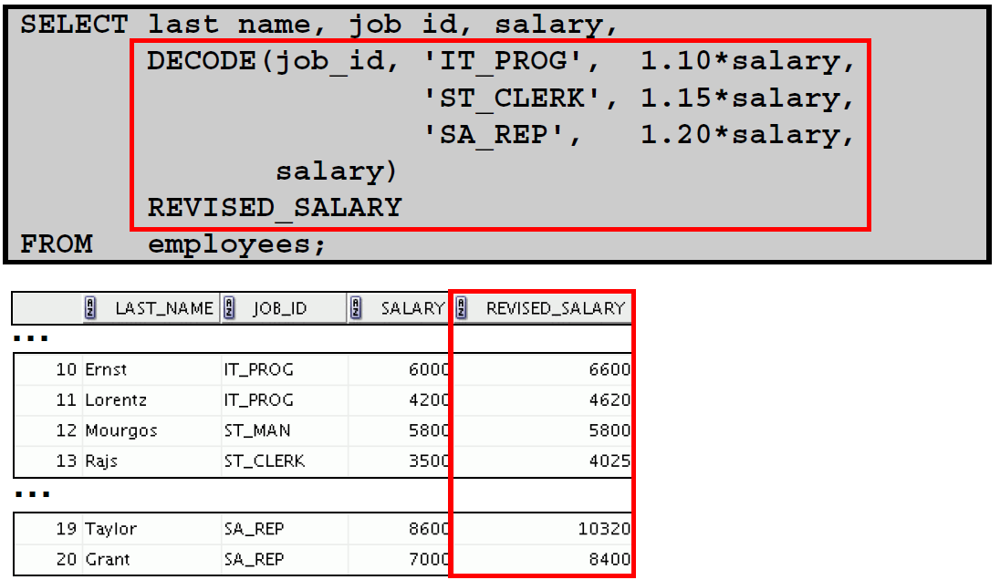 SELECT last name, job id, salary,
DECODE(job_id, 'IT_PROG', 1.10*salary,
'ST_CLERK', 1.15*salary,
'SA_REP', 1.20*salary,
salary)
REVISED_SALARY
FROM employees;
LAST_NAME JOB_ID SALARY REVISED_SALARY
...
10 Ernst IT_PROG 6000 6600
11 Lorentz IT_PROG 4200 4620
12 Mourgos ST_MAN 5800 5800
13 Rajs ST_CLERK 3500 4025
...
19 Taylor SA_REP 8600 10320
20 Grant SA_REP 7000 8400